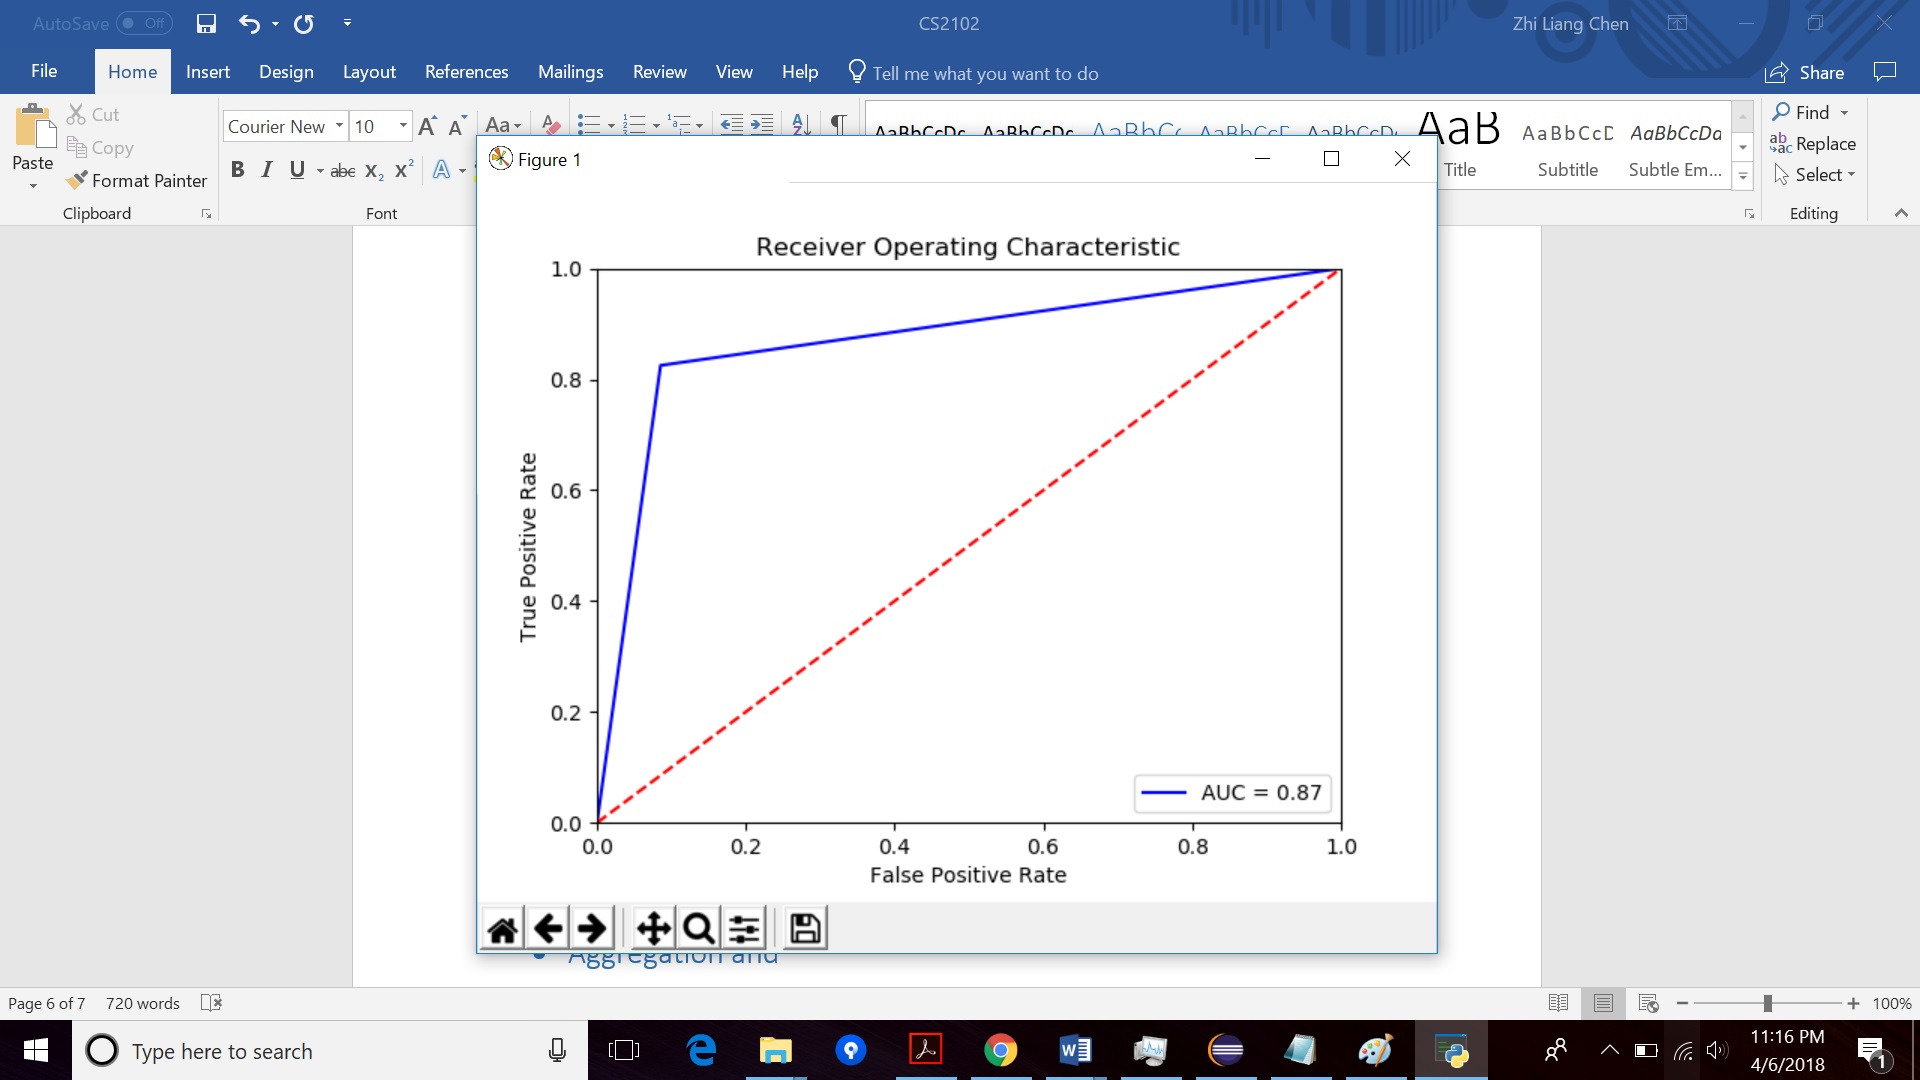 AutoSave Off
CS2102
Zhi Liang Chen
File Home Insert Design Layout References Mailings Review View Help Tell me what you want to do
Share
Paste
Cut
Copy
Format Painter
Clipboard
Courier New 10
Aa
B I U abc X₂ X² A
Font
AaBbCcDc AaBbCcDc AaBbCc AaBbCcE AaBbCcDc AaB AaBbCcD AaBbCcDa
Title Subtitle Subtle Em...
Find
Replace
Select
Editing
Figure 1
Receiver Operating Characteristic
True Positive Rate
1.0
0.8
0.6
0.4
0.2
0.0
0.0 0.2 0.4 0.6 0.8 1.0
False Positive Rate
AUC = 0.87
Aggregation and
Page 6 of 7 720 words
100%
Type here to search
11:16 PM
4/6/2018
1